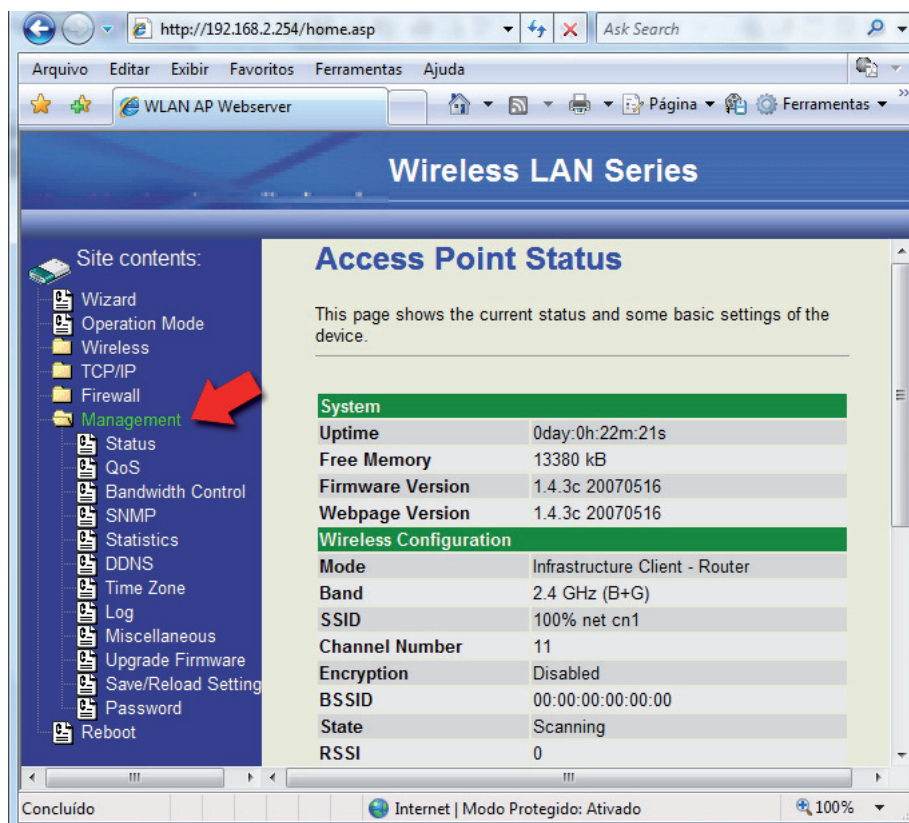 http://192.168.2.254/home.asp
Ask Search
Arquivo Editar Exibir Favoritos Ferramentas Ajuda
WLAN AP Webserver
Página Ferramentas
Wireless LAN Series
Site contents:
Wizard
Operation Mode
Wireless
TCP/IP
Firewall
Management
Status
QoS
Bandwidth Control
SNMP
Statistics
DDNS
Time Zone
Log
Miscellaneous
Upgrade Firmware
Save/Reload Setting
Password
Reboot
Access Point Status
This page shows the current status and some basic settings of the
device.
System
Uptime 0day:0h:22m:21s
Free Memory 13380 kB
Firmware Version 1.4.3c 20070516
Webpage Version 1.4.3c 20070516
Wireless Configuration
Mode Infrastructure Client - Router
Band 2.4 GHz (B+G)
SSID 100% net cn1
Channel Number 11
Encryption Disabled
BSSID 00:00:00:00:00:00
State Scanning
RSSI 0
Concluído Internet | Modo Protegido: Ativado 100%